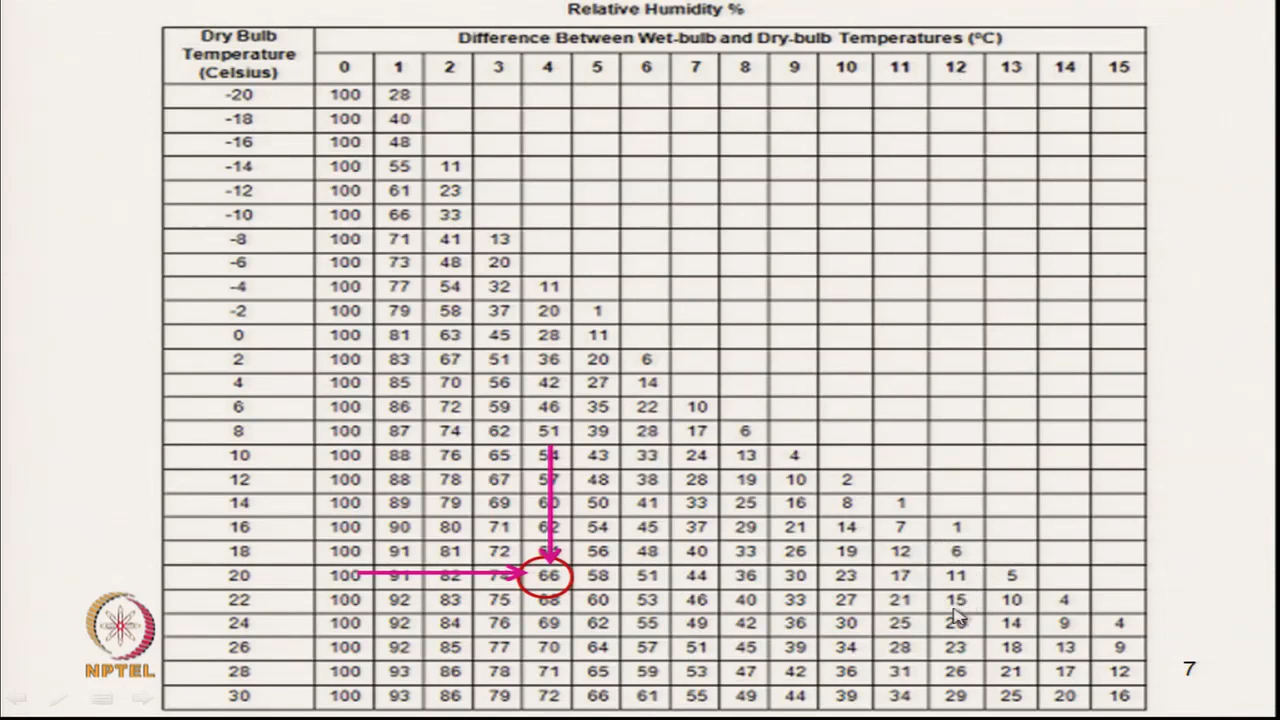 Relative Humidity %
Dry Bulb Temperature (Celsius) Difference Between Wet-bulb and Dry-bulb Temperatures (ºC)
0 1 2 3 4 5 6 7 8 9 10 11 12 13 14 15
-20 100 28
-18 100 40
-16 100 48
-14 100 55 11
-12 100 61 23
-10 100 66 33
-8 100 71 41 13
-6 100 73 48 20
-4 100 77 54 32 11
-2 100 79 58 37 20 1
0 100 81 63 45 28 11
2 100 83 67 51 36 20 6
4 100 85 70 56 42 27 14
6 100 86 72 59 46 35 22 10
8 100 87 74 62 51 39 28 17 6
10 100 88 76 65 54 43 33 24 13 4
12 100 88 78 67 57 48 38 28 19 10 2
14 100 89 79 69 60 50 41 33 25 16 8 1
16 100 90 80 71 62 54 45 37 29 21 14 7 1
18 100 91 81 72 64 56 48 40 33 26 19 12 6
20 100 91 82 74 66 58 51 44 36 30 23 17 11 5
22 100 92 83 75 68 60 53 46 40 33 27 21 15 10 4
24 100 92 84 76 69 62 55 49 42 36 30 25 20 14 9 4
26 100 92 85 77 70 64 57 51 45 39 34 28 23 18 13 9
28 100 93 86 78 71 65 59 53 47 42 36 31 26 21 17 12
30 100 93 86 79 72 66 61 55 49 44 39 34 29 25 20 16
NPTEL
7